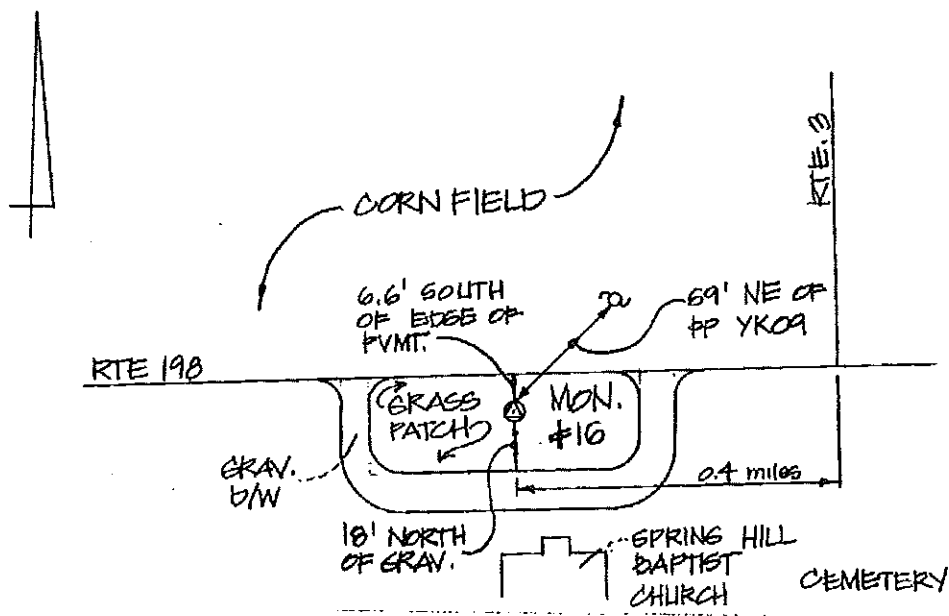 CORN FIELD
RTE. 3
6.6' SOUTH
OF EDGE OF
PVMT.
69' NE OF
PP YK09
RTE 198
GRASS
PATCH
MON.
#16
GRAV.
D/W
0.4 miles
18' NORTH
OF GRAV.
SPRING HILL
BAPTIST
CHURCH
CEMETERY